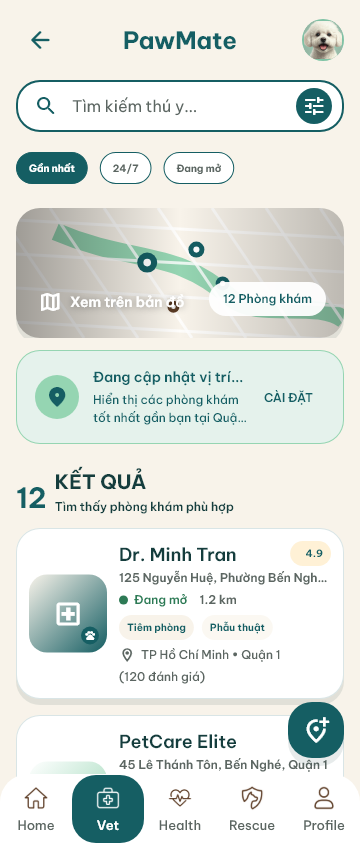 PawMate
Tìm kiếm thú y...
Gần nhất
24/7
Đang mở
Xem trên bản đồ
12 Phòng khám
Đang cập nhật vị trí...
Hiển thị các phòng khám
tốt nhất gần bạn tại Quậ...
CÀI ĐẶT
12
KẾT QUẢ
Tìm thấy phòng khám phù hợp
Dr. Minh Tran
4.9
125 Nguyễn Huệ, Phường Bến Ngh...
Đang mở
1.2 km
Tiêm phòng
Phẫu thuật
TP Hồ Chí Minh • Quận 1
(120 đánh giá)
PetCare Elite
45 Lê Thánh Tôn, Bến Nghé, Quận 1
Home
Vet
Health
Rescue
Profile